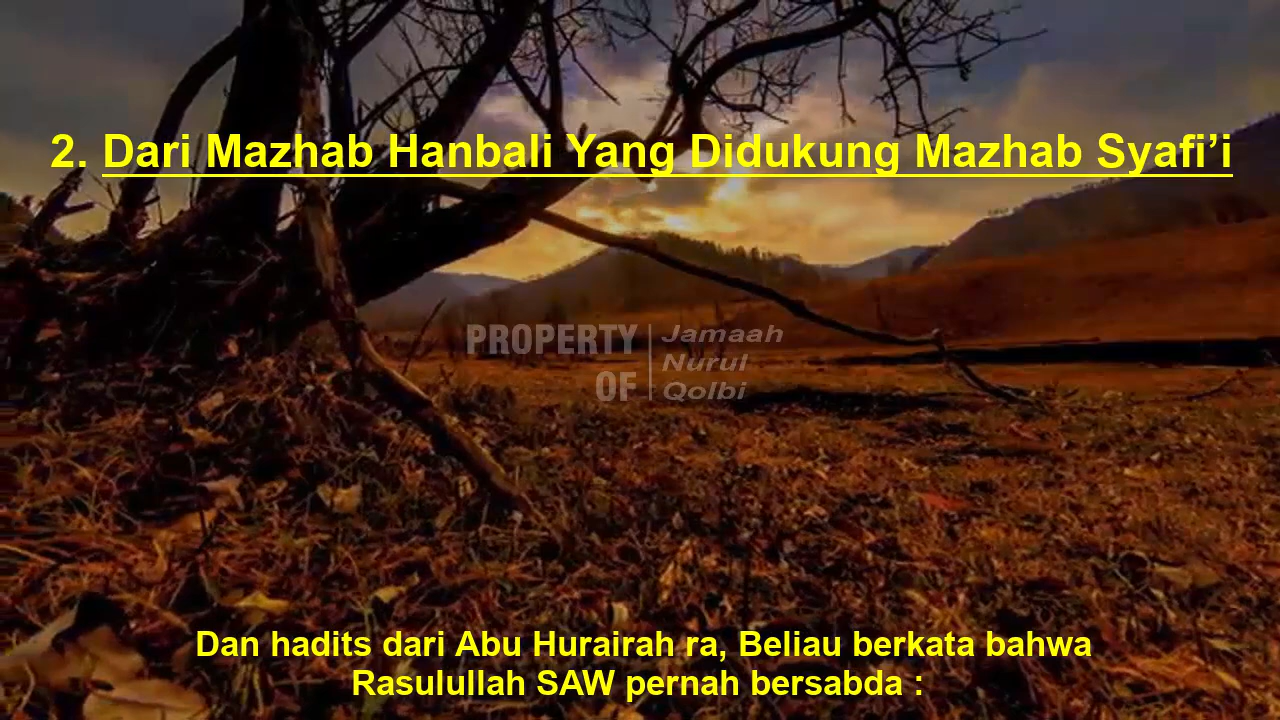 2. Dari Mazhab Hanbali Yang Didukung Mazhab Syafi’i
PROPERTY OF
Jamaah
Nurul
Qolbi
Dan hadits dari Abu Hurairah ra, Beliau berkata bahwa
Rasulullah SAW pernah bersabda :